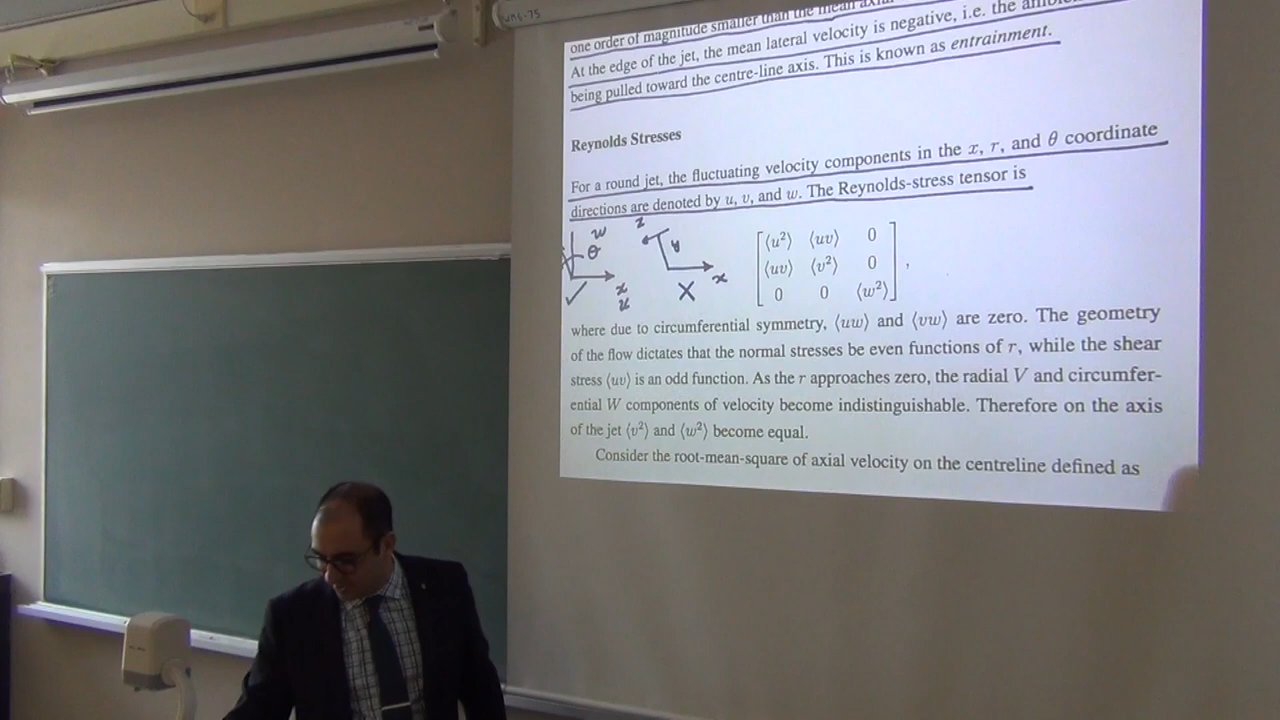 one order of magnitude smaller than the mean
At the edge of the jet, the mean lateral velocity is negative, i.e. the
being pulled toward the centre-line axis. This is known as entrainment.
Reynolds Stresses
For a round jet, the fluctuating velocity components in the x, r, and θ coordinate
directions are denoted by u, v, and w. The Reynolds-stress tensor is
w
θ
x
u
z
y
x
⟨u²⟩ ⟨uv⟩ 0
⟨uv⟩ ⟨v²⟩ 0
0 0 ⟨w²⟩ ,
where due to circumferential symmetry, ⟨uw⟩ and ⟨vw⟩ are zero. The geometry
of the flow dictates that the normal stresses be even functions of r, while the shear
stress ⟨uv⟩ is an odd function. As the r approaches zero, the radial V and circumfer-
ential W components of velocity become indistinguishable. Therefore on the axis
of the jet ⟨v²⟩ and ⟨w²⟩ become equal.
Consider the root-mean-square of axial velocity on the centreline defined as